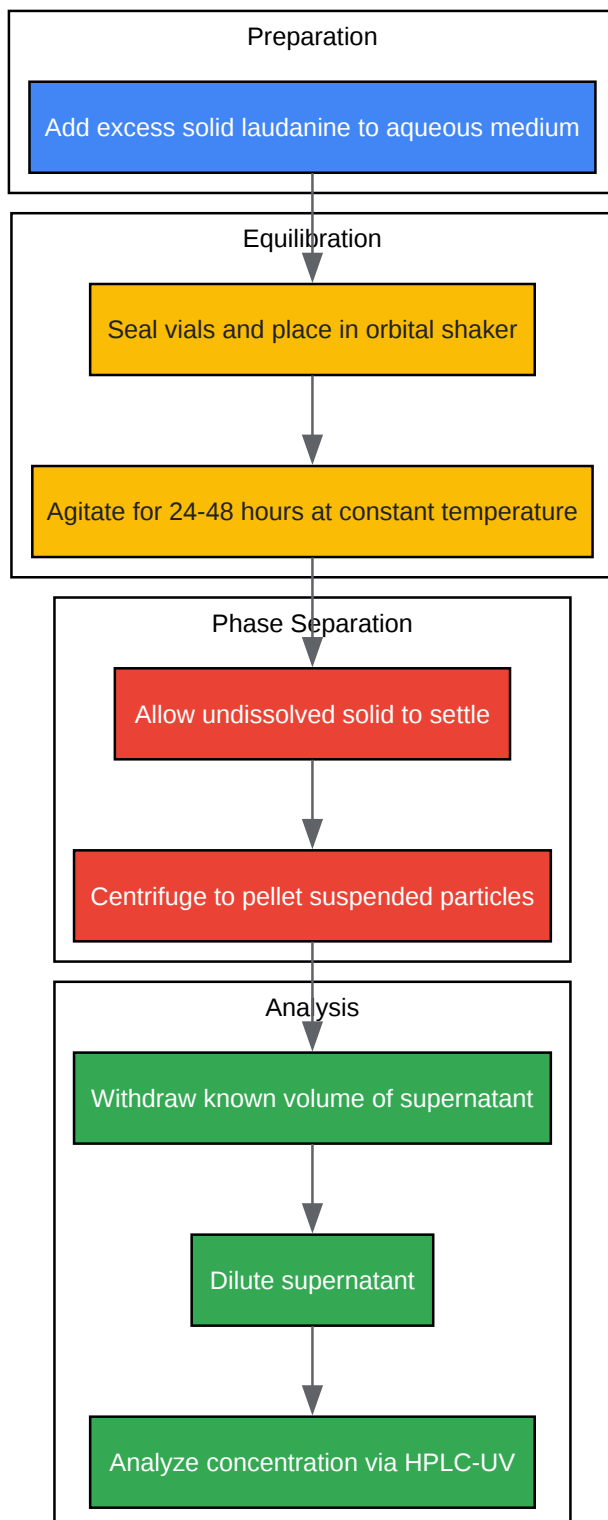 Preparation
Add excess solid laudanine to aqueous medium
Equilibration
Seal vials and place in orbital shaker
Agitate for 24-48 hours at constant temperature
Phase Separation
Allow undissolved solid to settle
Centrifuge to pellet suspended particles
Analysis
Withdraw known volume of supernatant
Dilute supernatant
Analyze concentration via HPLC-UV